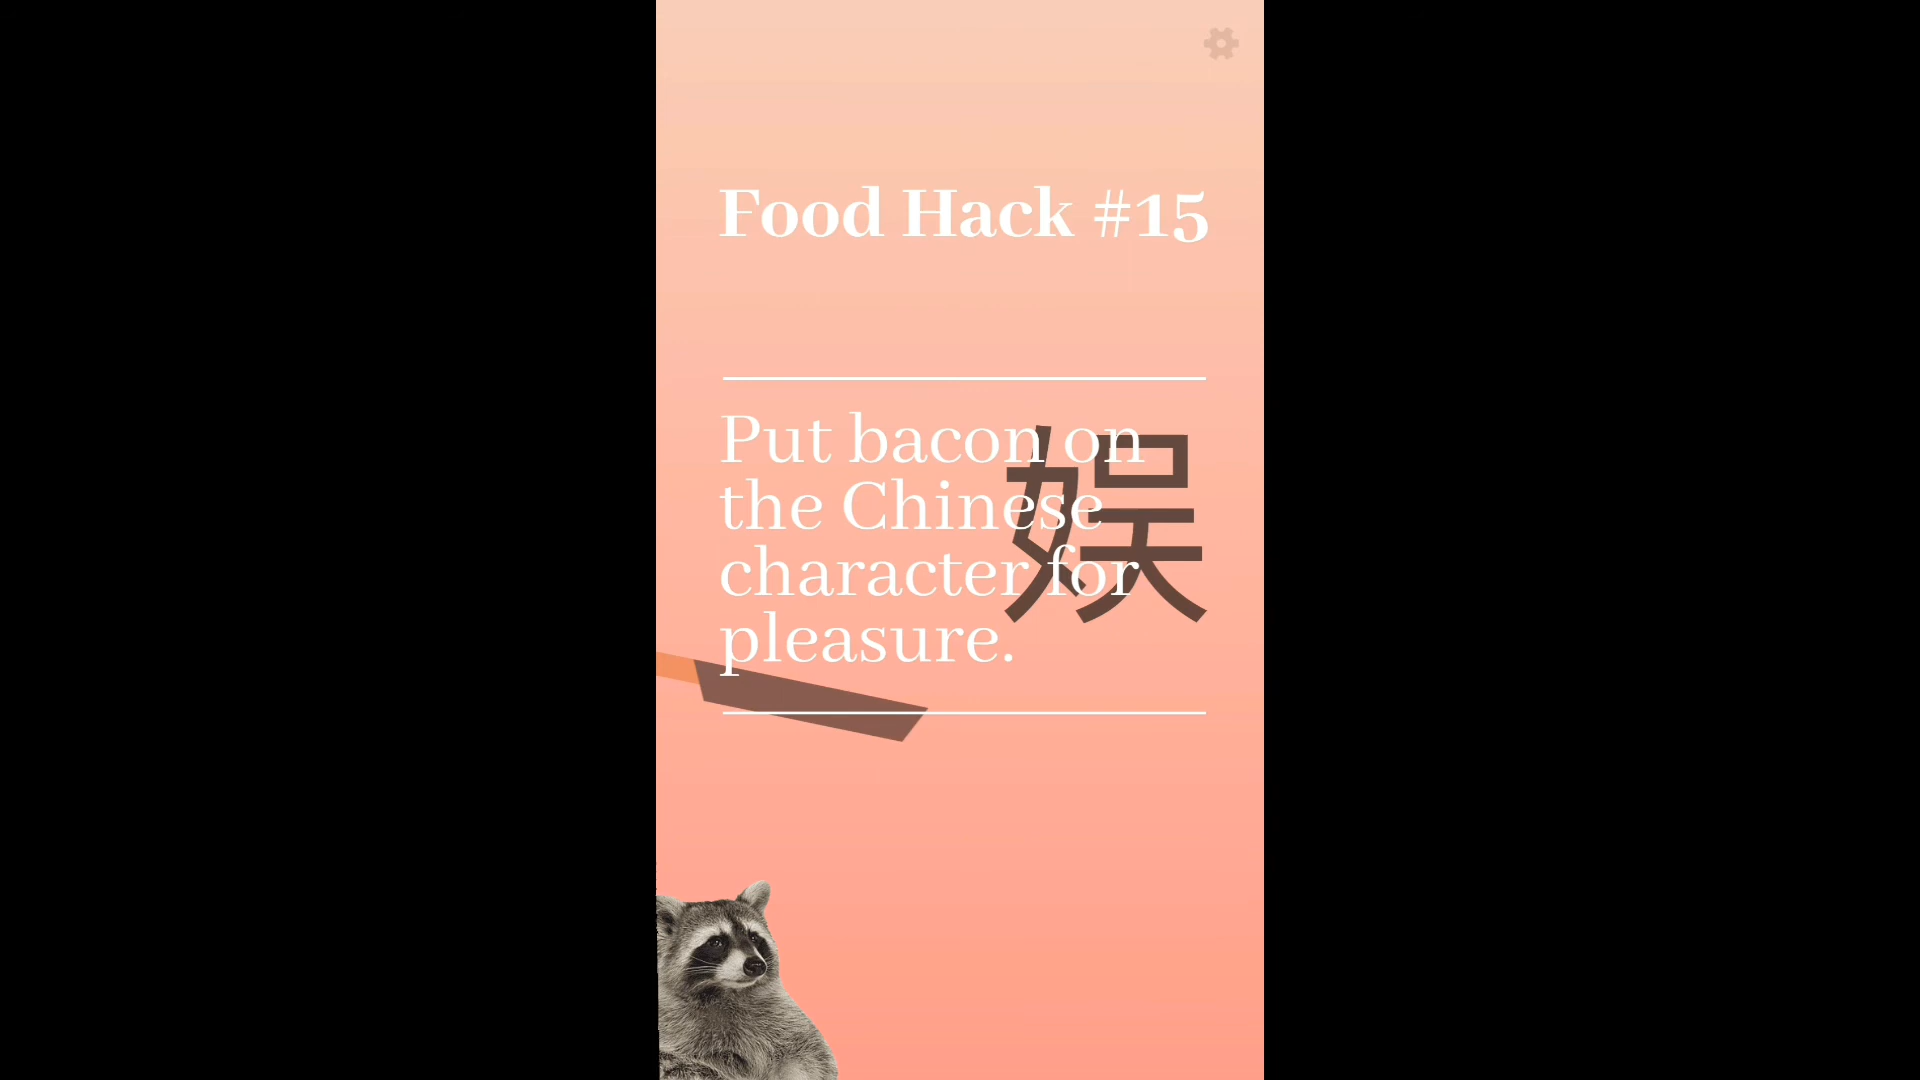 Food Hack #15
Put bacon on
the Chinese
character for
pleasure.
娱